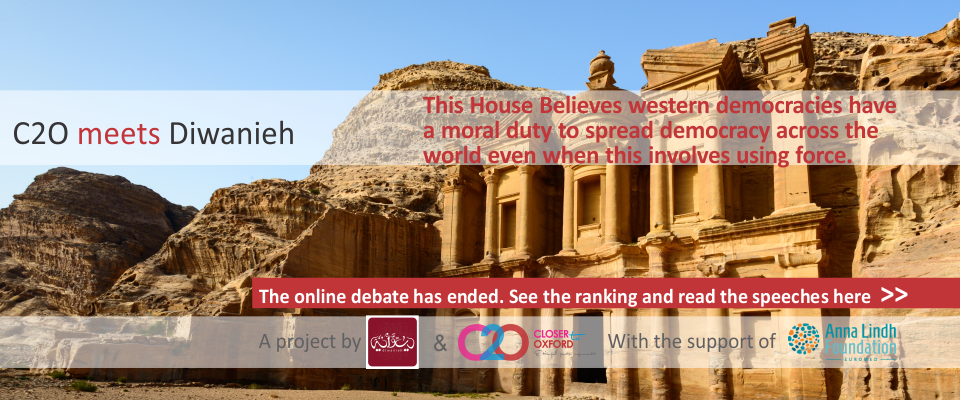 C2O meets Diwanieh
This House Believes western democracies have
a moral duty to spread democracy across the
world even when this involves using force.
The online debate has ended. See the ranking and read the speeches here >>
A project by
diwanieh
&
C2O
CLOSER
OXFORD
With the support of
Anna Lindh
Foundation
EUROMED